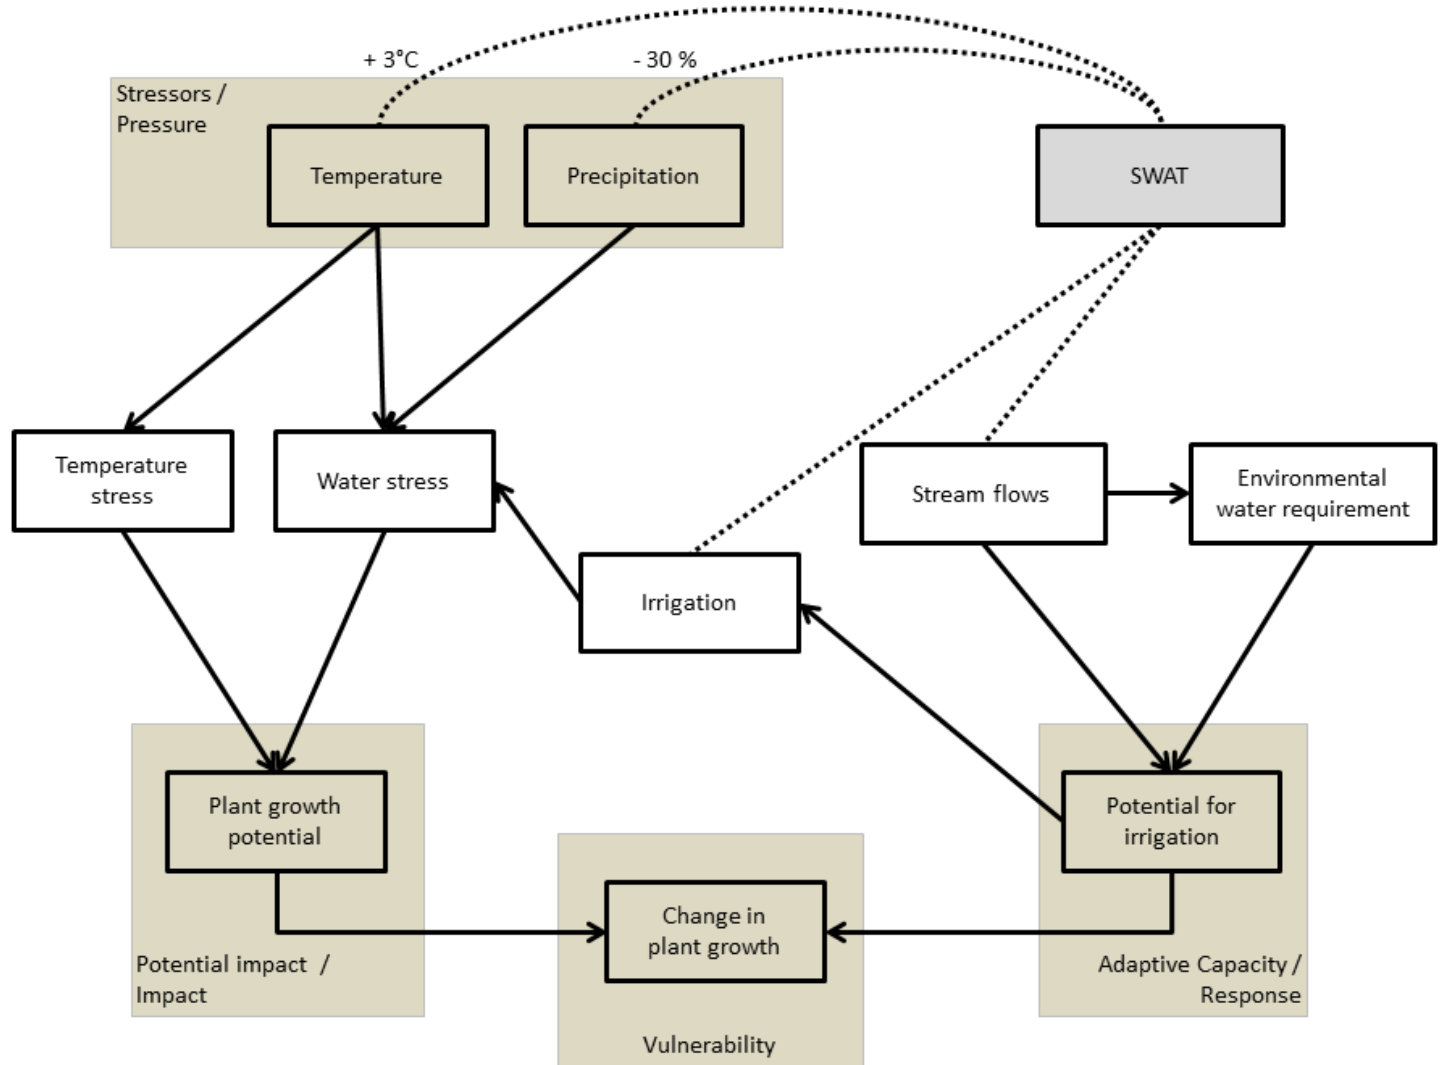 + 3°C
- 30 %
Stressors /
Pressure
Temperature
Precipitation
SWAT
Temperature
stress
Water stress
Stream flows
Environmental
water requirement
Irrigation
Plant growth
potential
Potential for
irrigation
Change in
plant growth
Potential impact /
Impact
Adaptive Capacity /
Response
Vulnerability